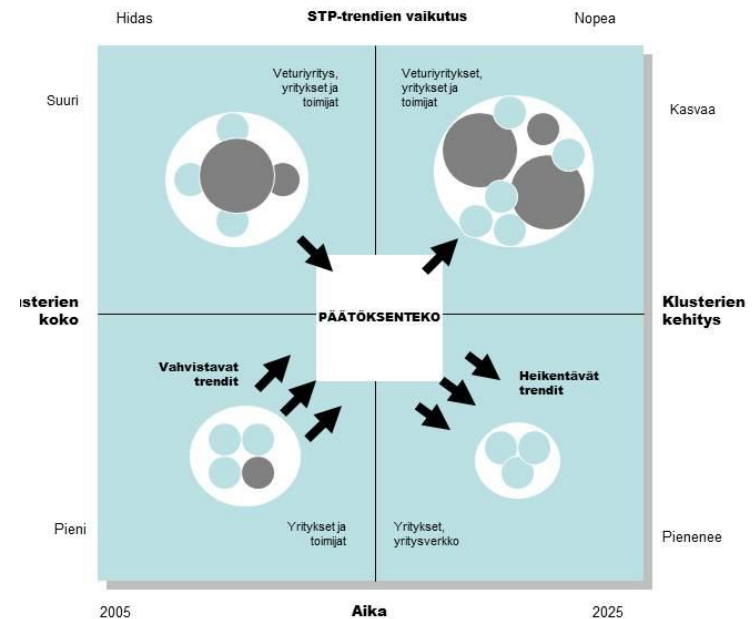 STP-trendien vaikutus
Hidas
Nopea
Suuri
Veturiyritys,
yritykset ja
toimijat
Veturiyritykset,
yritykset ja
toimijat
Kasvaa
sterien
koko
PÄÄTÖKSENTEKO
Klusterien
kehitys
Vahvistavat
trendit
Heikentävät
trendit
Pieni
Yritykset ja
toimijat
Yritykset,
yritysverkko
Pienenee
2005
Aika
2025